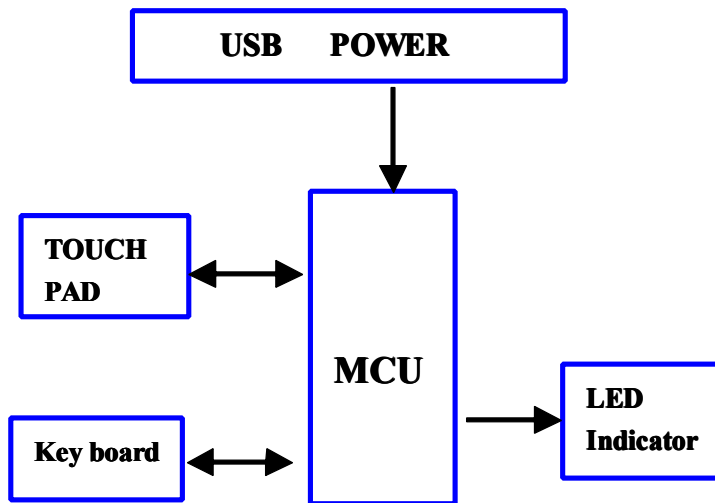 USB POWER
TOUCH
PAD
MCU
LED
Indicator
Key board